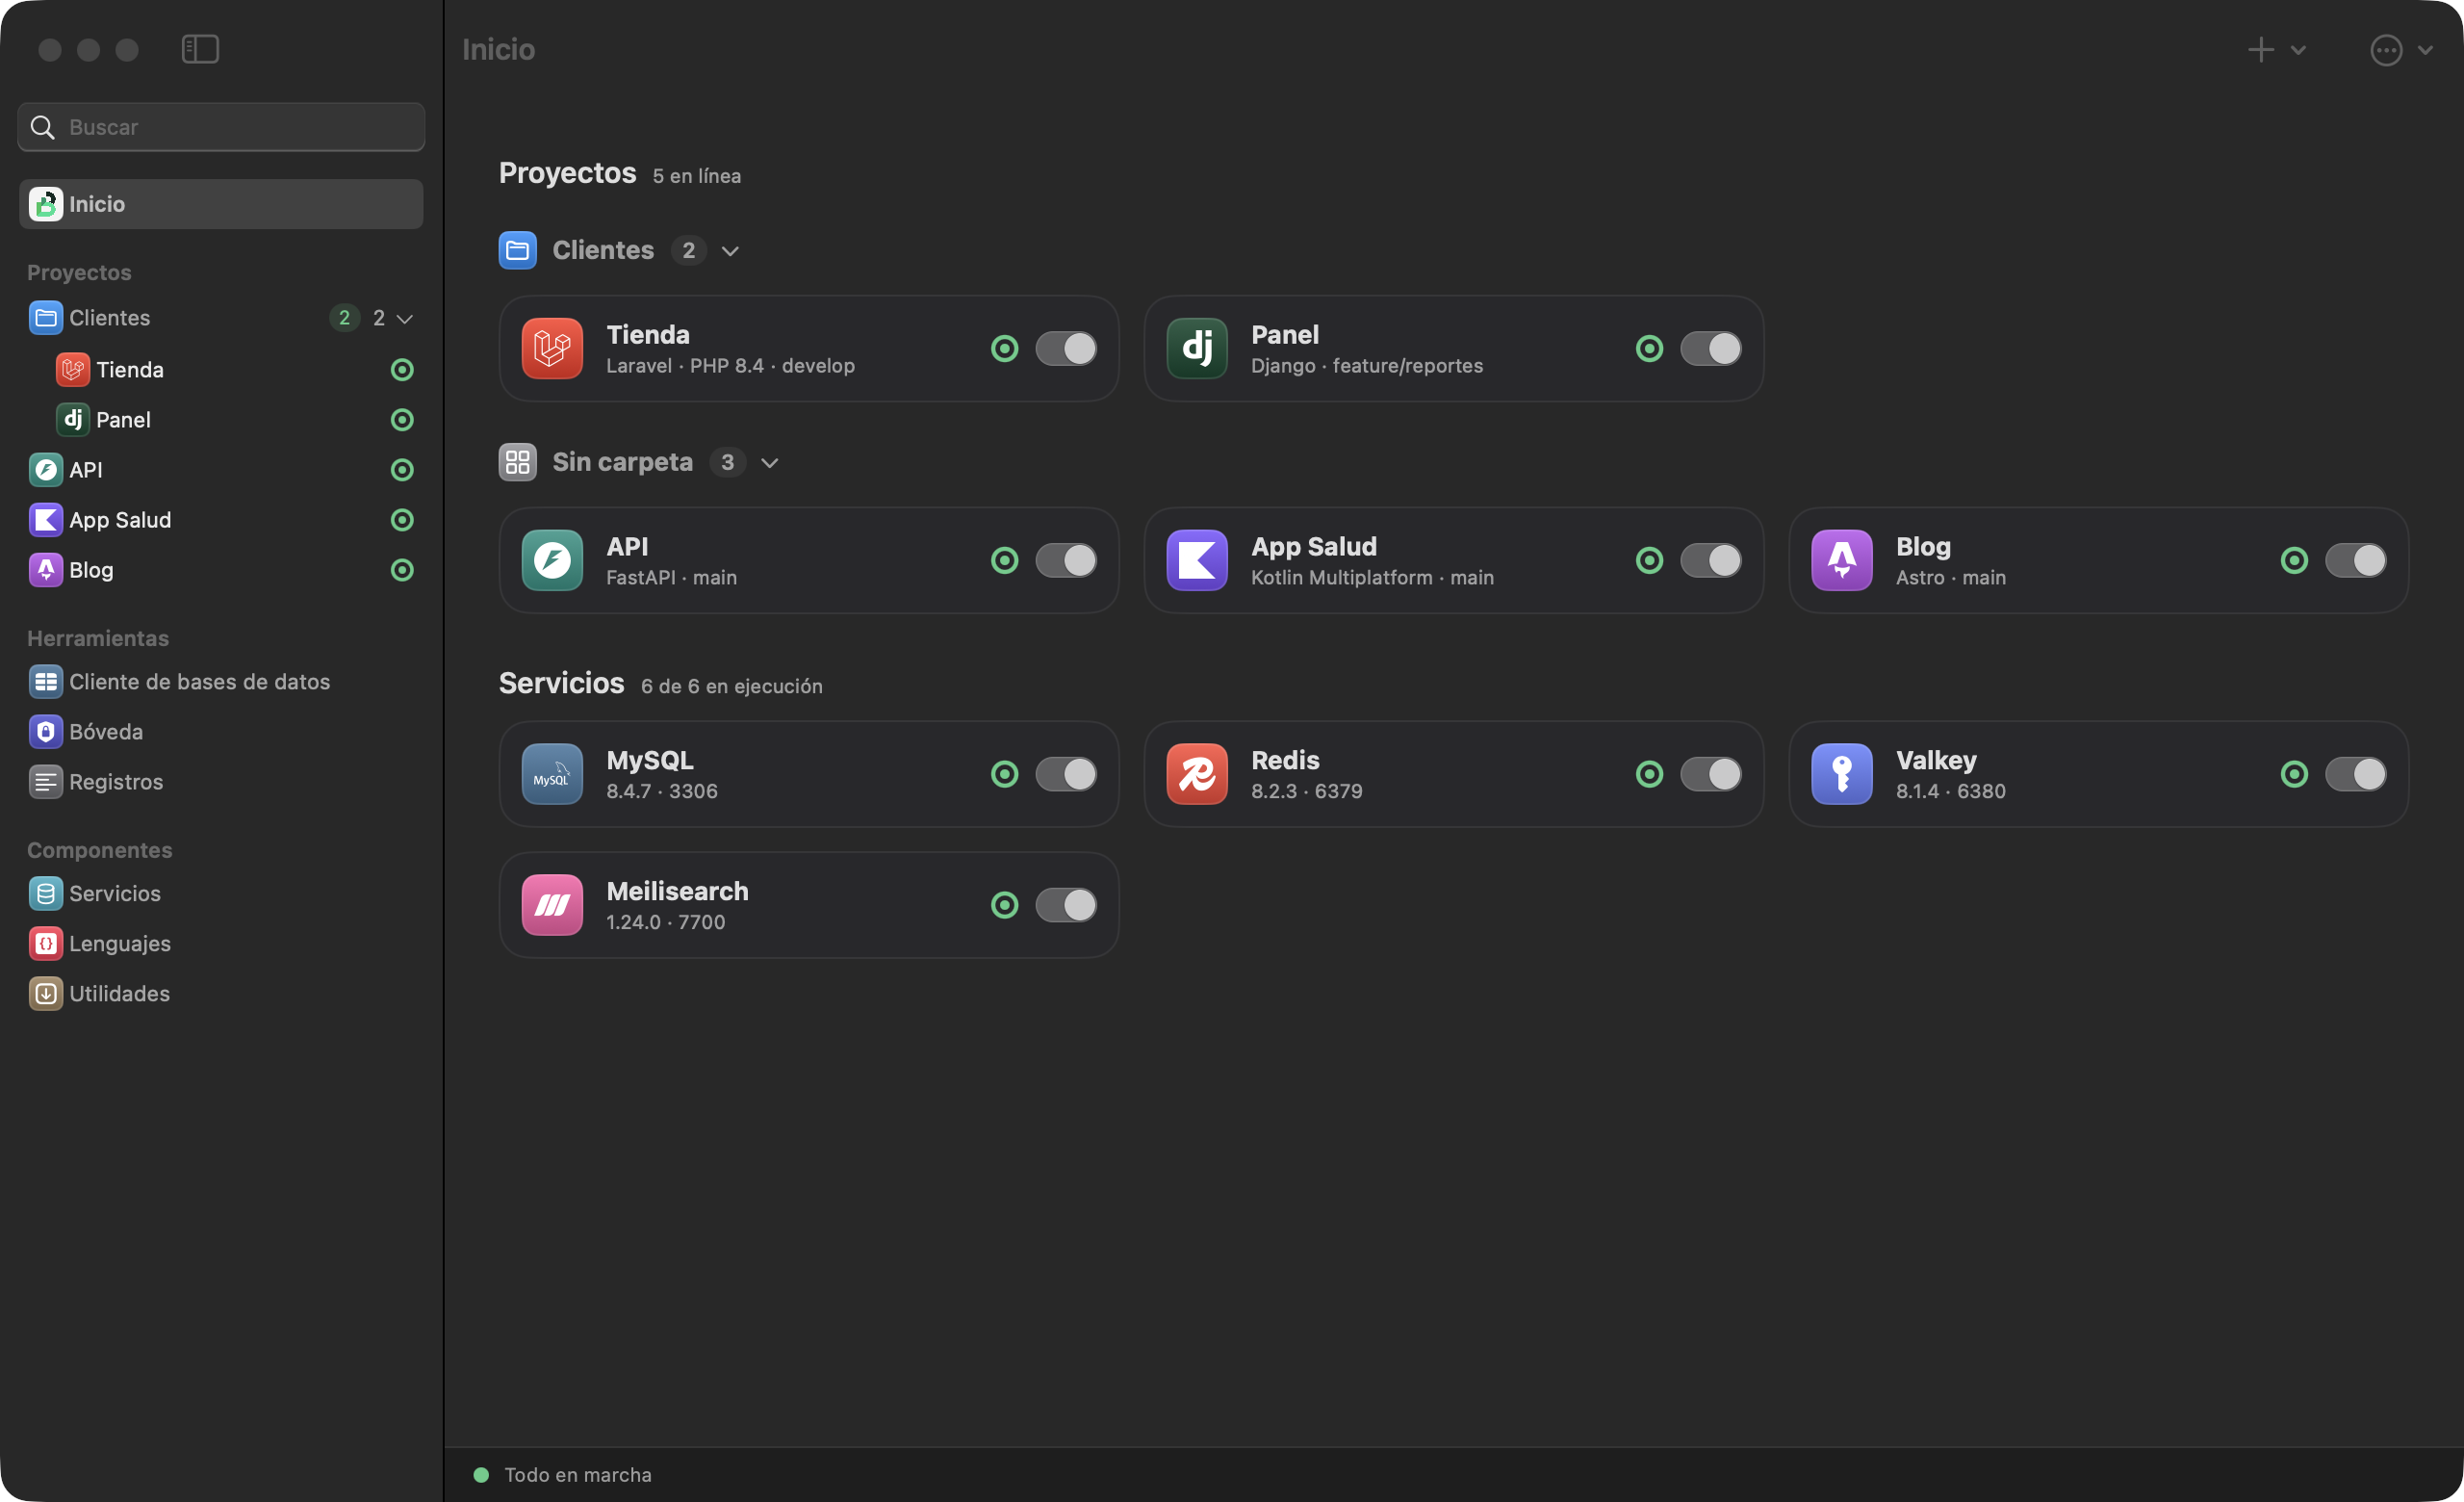 Buscar
Inicio
Proyectos
Clientes 2 2
Tienda
dj Panel
API
App Salud
Blog
Herramientas
Cliente de bases de datos
Bóveda
Registros
Componentes
Servicios
{} Lenguajes
Utilidades
Inicio
Proyectos 5 en línea
Clientes 2
Tienda
Laravel · PHP 8.4 · develop
dj
Panel
Django · feature/reportes
Sin carpeta 3
API
FastAPI · main
App Salud
Kotlin Multiplatform · main
Blog
Astro · main
Servicios 6 de 6 en ejecución
MySQL
MySQL
8.4.7 · 3306
Redis
8.2.3 · 6379
Valkey
8.1.4 · 6380
Meilisearch
1.24.0 · 7700
Todo en marcha